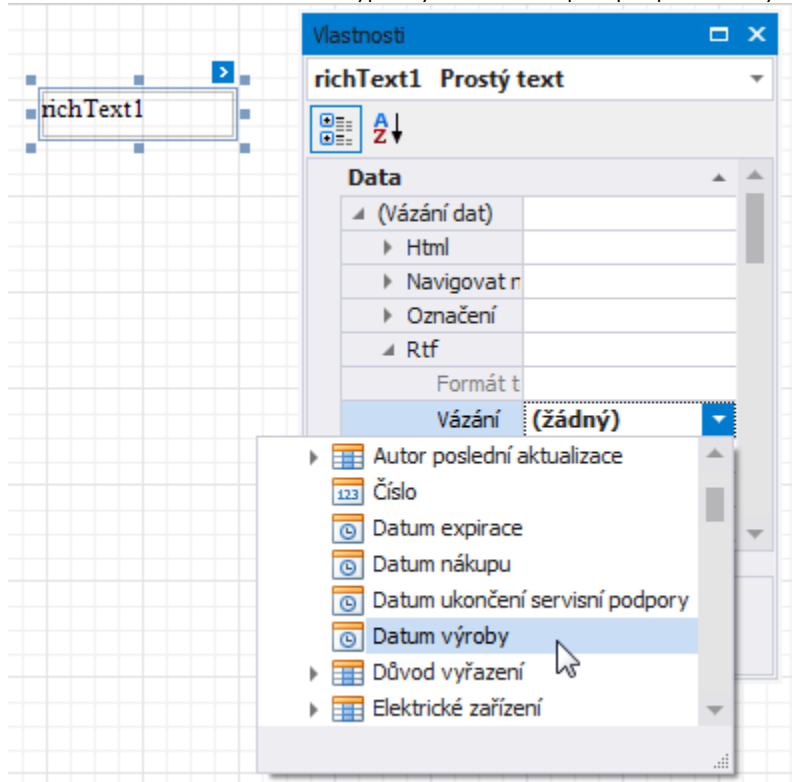 Vlastnosti
richText1
richText1 Prostý text
A
Z
Data
(Vázání dat)
Html
Navigovat n
Označení
Rtf
Formát t
Vázání (žádný)
Autor poslední aktualizace
123 Číslo
Datum expirace
Datum nákupu
Datum ukončení servisní podpory
Datum výroby
Důvod vyřazení
Elektrické zařízení